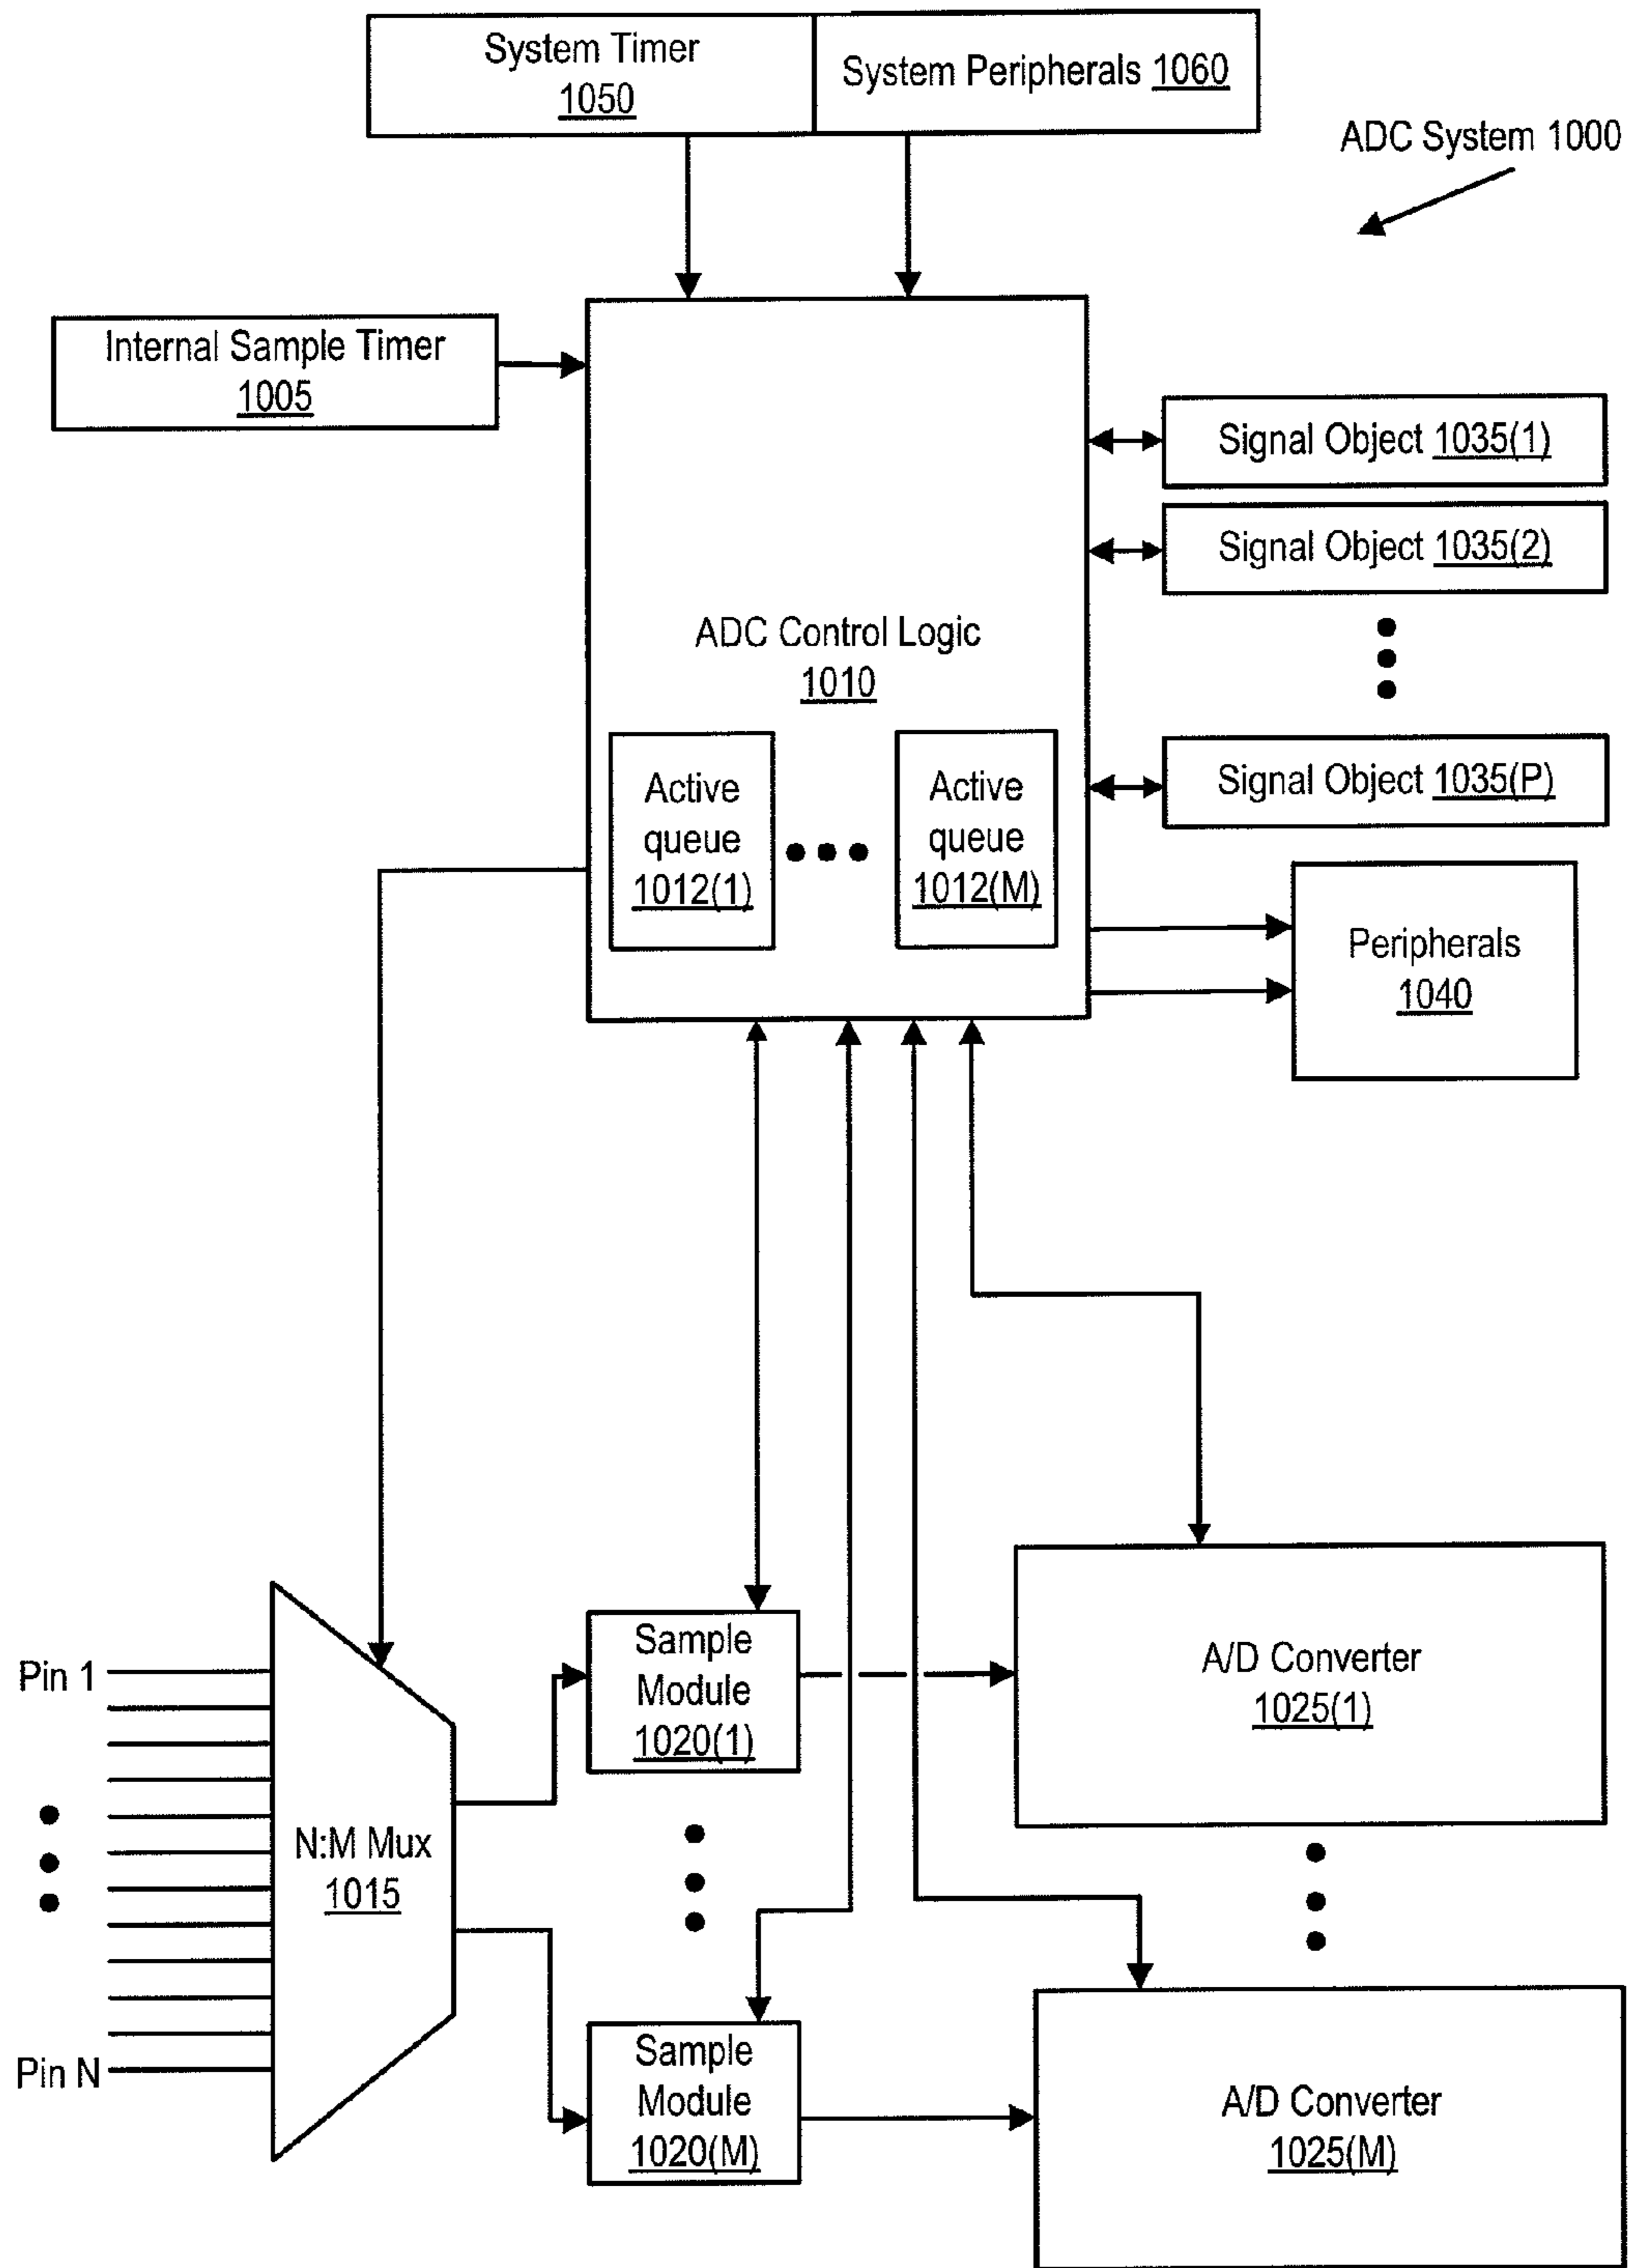 System Timer
1050
System Peripherals 1060
ADC System 1000
Internal Sample Timer
1005
Signal Object 1035(1)
Signal Object 1035(2)
ADC Control Logic
1010
Signal Object 1035(P)
Active
queue
1012(1)
Active
queue
1012(M)
Peripherals
1040
Pin 1
Pin N
N:M Mux
1015
Sample
Module
1020(1)
A/D Converter
1025(1)
Sample
Module
1020(M)
A/D Converter
1025(M)